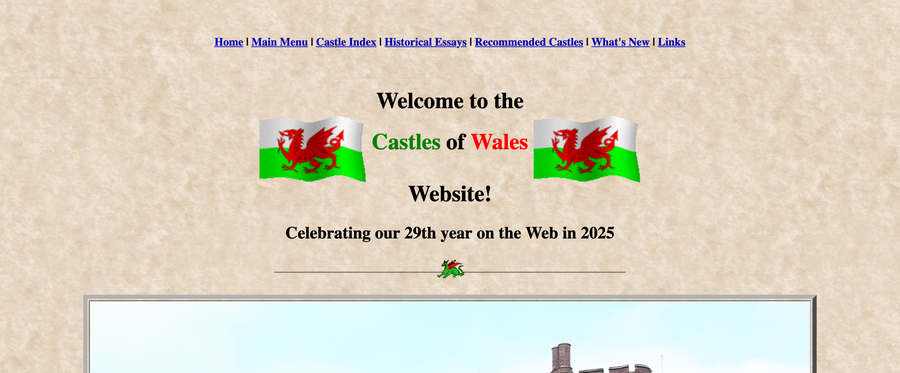 Home | Main Menu | Castle Index | Historical Essays | Recommended Castles | What's New | Links
Welcome to the
Castles of Wales
Website!
Celebrating our 29th year on the Web in 2025